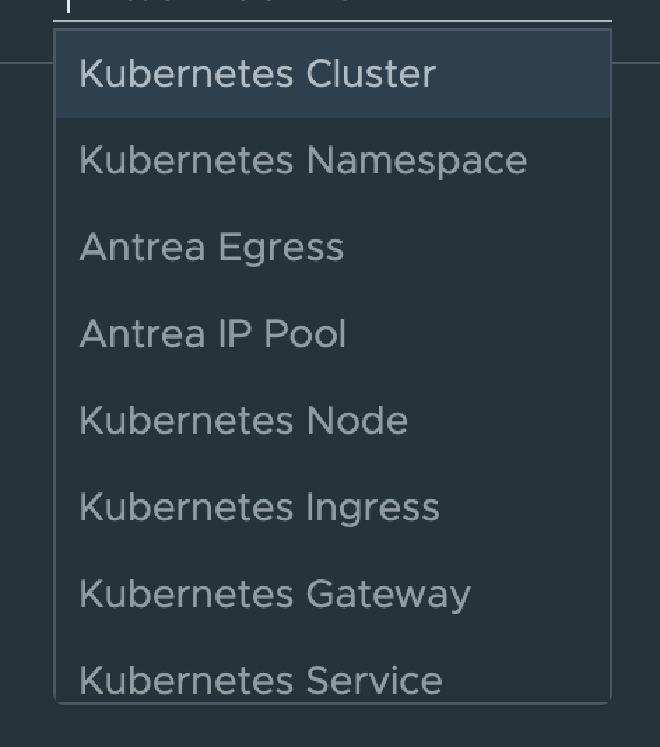 Kubernetes Cluster
Kubernetes Namespace
Antrea Egress
Antrea IP Pool
Kubernetes Node
Kubernetes Ingress
Kubernetes Gateway
Kubernetes Service